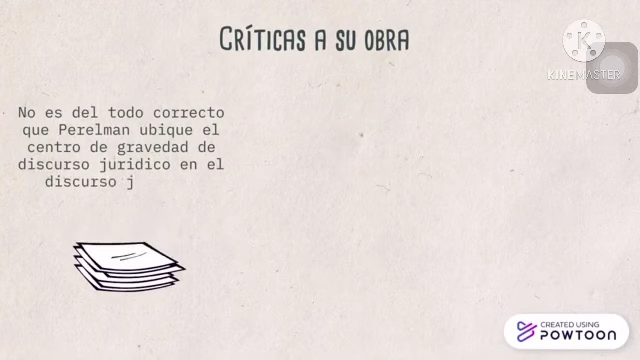 CRÍTICAS A SU OBRA
KINEMASTER
No es del todo correcto
que Perelman ubique el
centro de gravedad de
discurso juridico en el
discurso j
CREATED USING
POWTOON